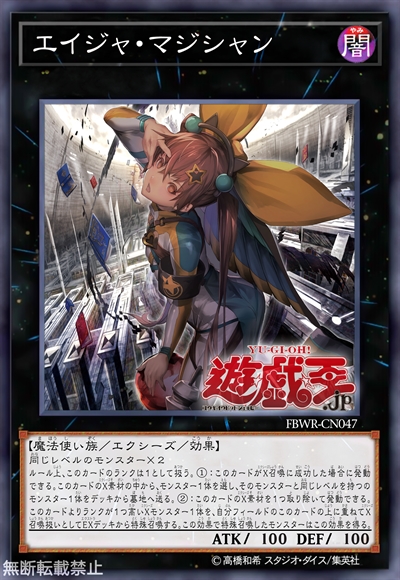 エイジャ・マジシャン
やみ
闇
YU-GI-OH!
遊戯王
.JP
FBWR-CN047
【魔法使い族/エクシーズ/効果】
同じレベルのモンスター×2
ルール上、このカードのランクは1として扱う。①:このカードがX召喚に成功した場合に発動
できる。このカードのX素材の中から、モンスター1体を選し、そのモンスターと同じレベルを持つの
モンスター1体をデッキから墓地へ送る。②:このカードのX素材を1つ取り除いて発動できる。
このカードよりランクが1つ高いXモンスター1体を、自分フィールドのこのカードの上に重ねてX
召喚扱いとしてEXデッキから特殊召喚する。この効果で特殊召喚したモンスターはこの効果を得る。
ATK/ 100 DEF/ 100
無断転載禁止
©高橋和希 スタジオ・ダイス/集英社